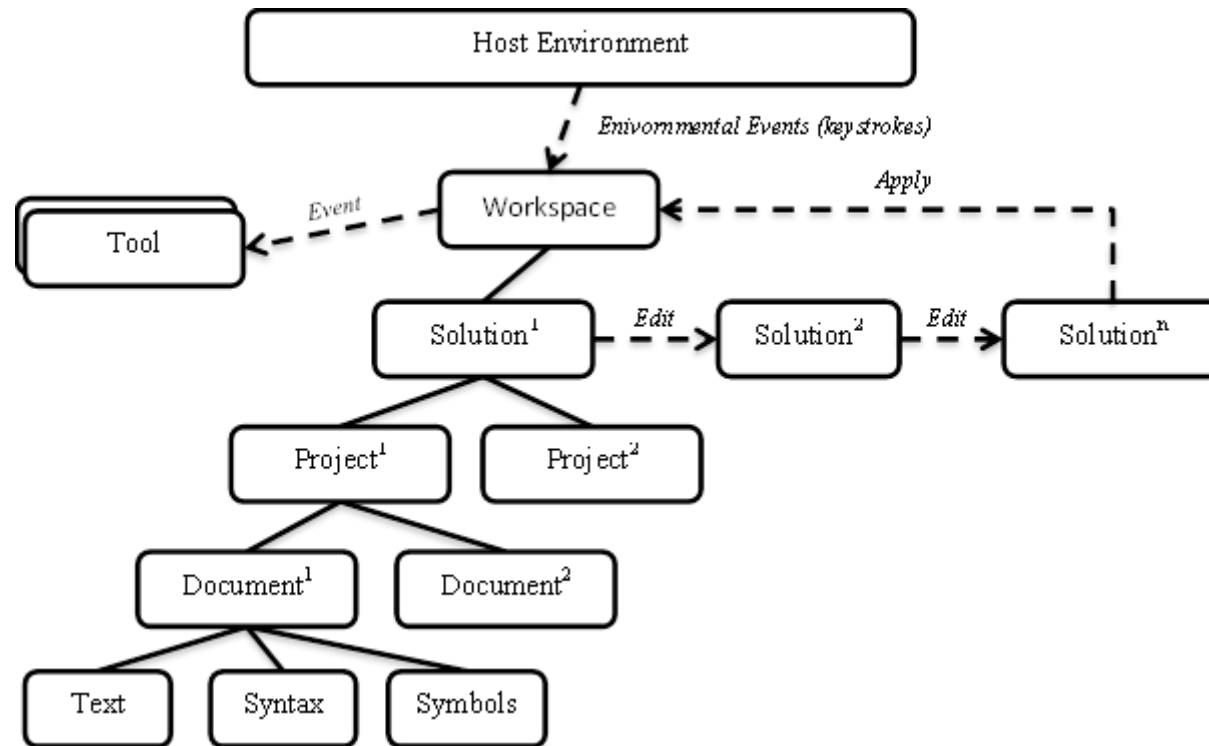 Host Environment
Enivornmental Events (keystrokes)
Apply
Workspace
Event
Tool
Solution¹
Edit
Solution²
Edit
Solutionⁿ
Project¹
Project²
Document¹
Document²
Text
Syntax
Symbols